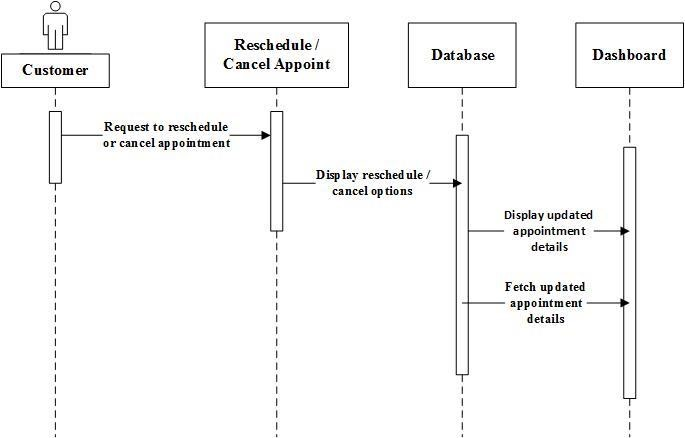 Customer
Reschedule /
Cancel Appoint
Database
Dashboard
Request to reschedule
or cancel appointment
Display reschedule /
cancel options
Display updated
appointment
details
Fetch updated
appointment
details